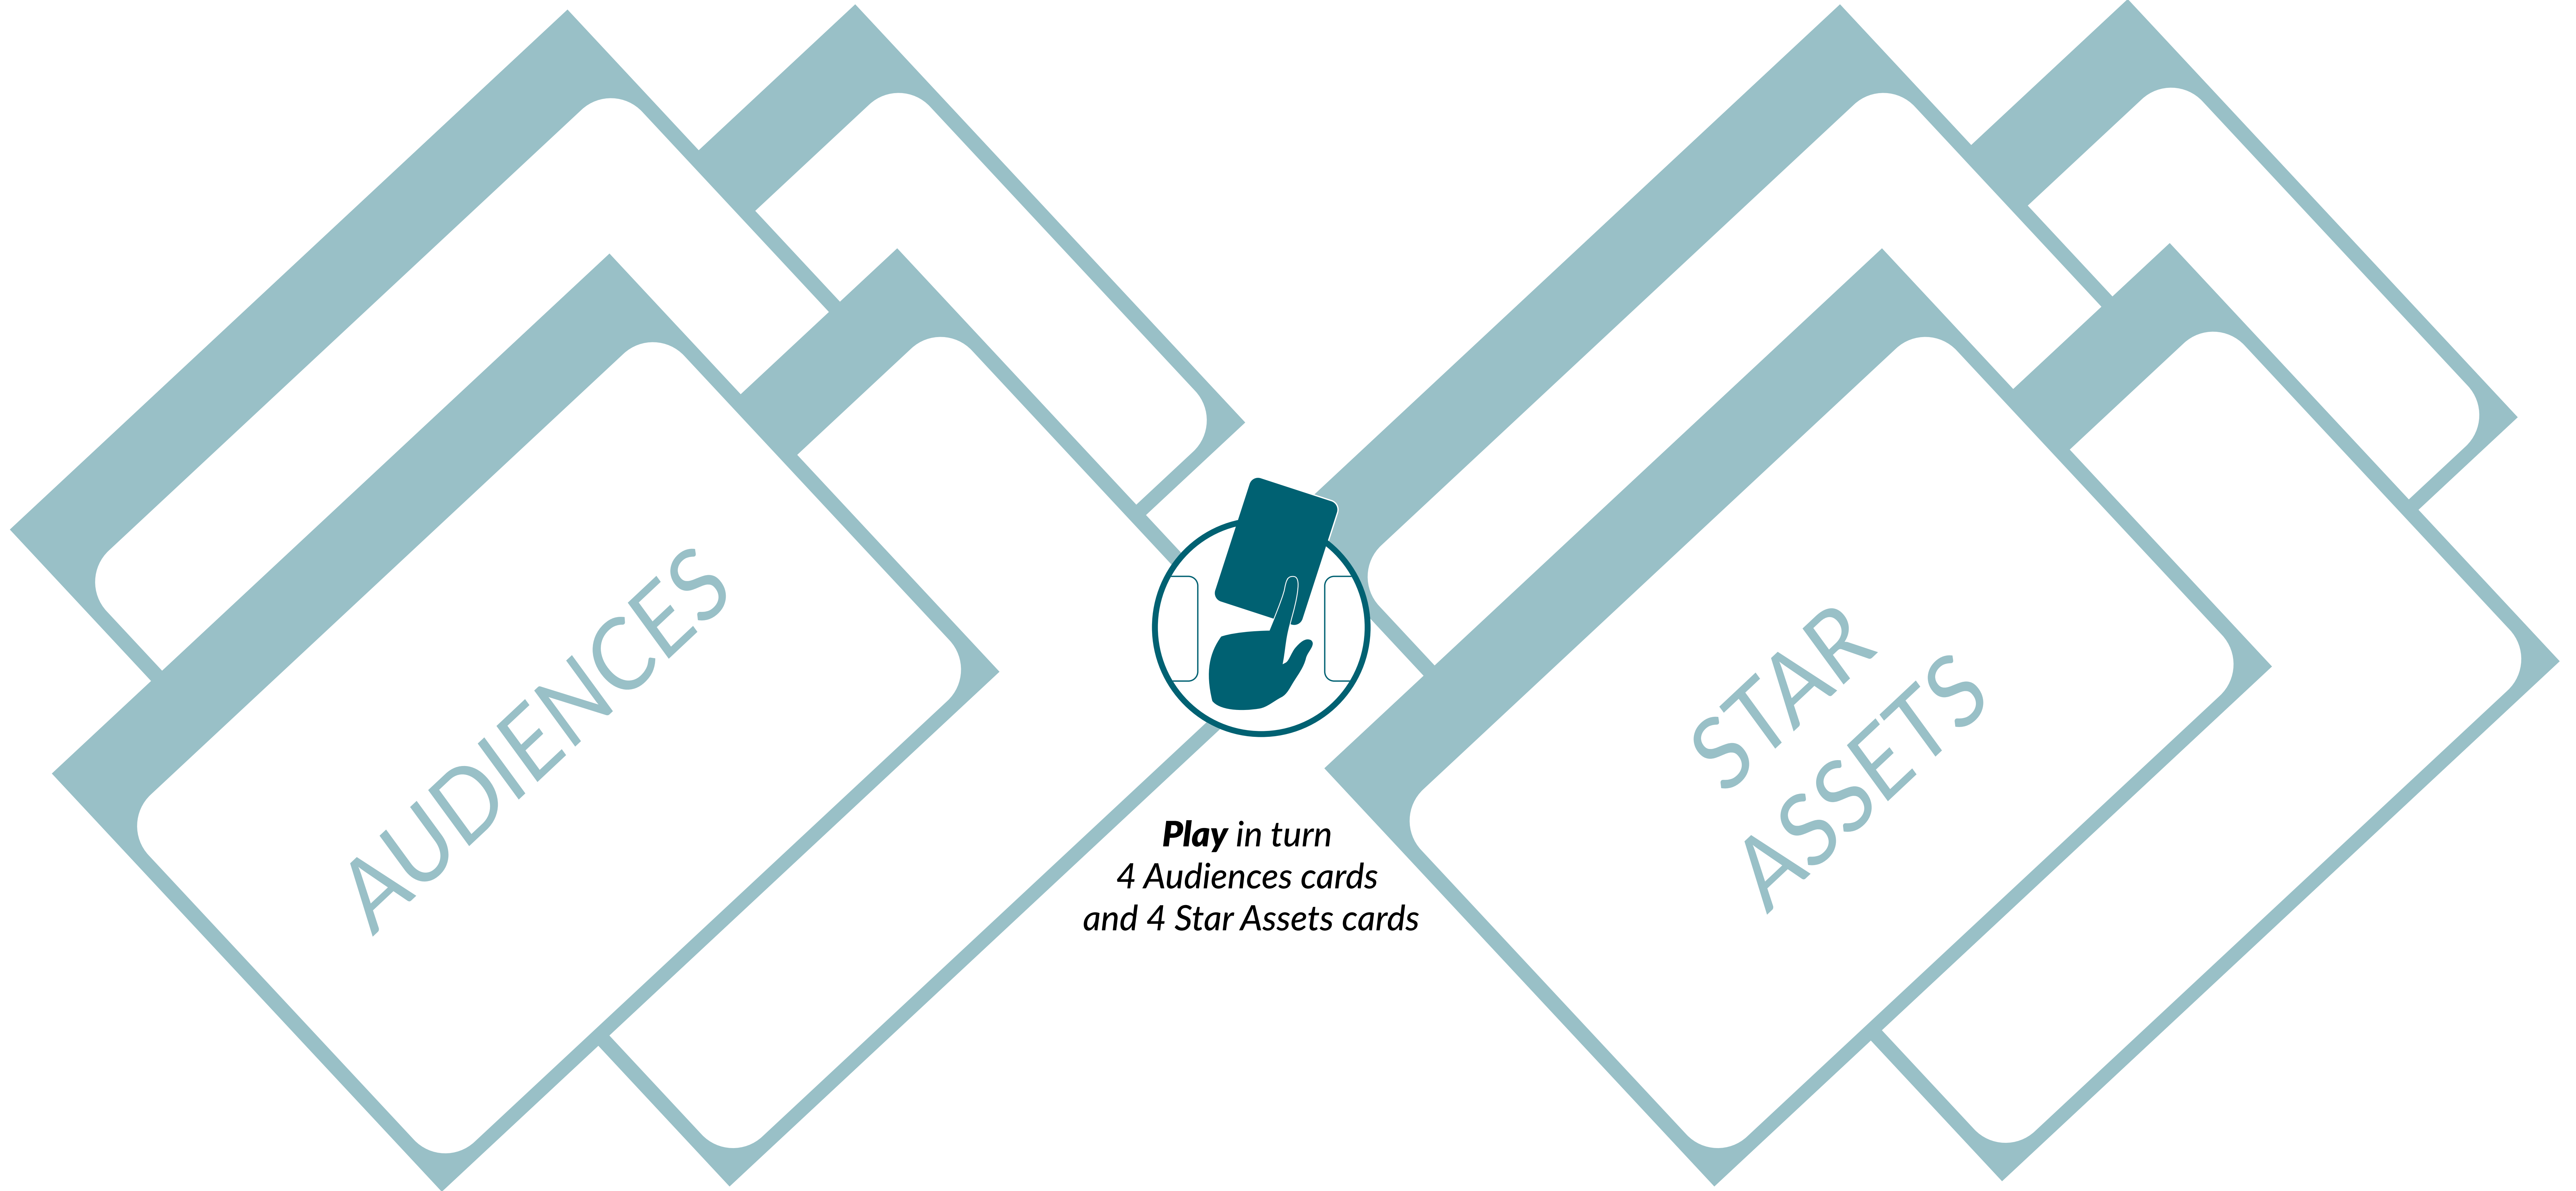 AUDIENCES
Play in turn
4 Audiences cards
and 4 Star Assets cards
STAR
ASSETS